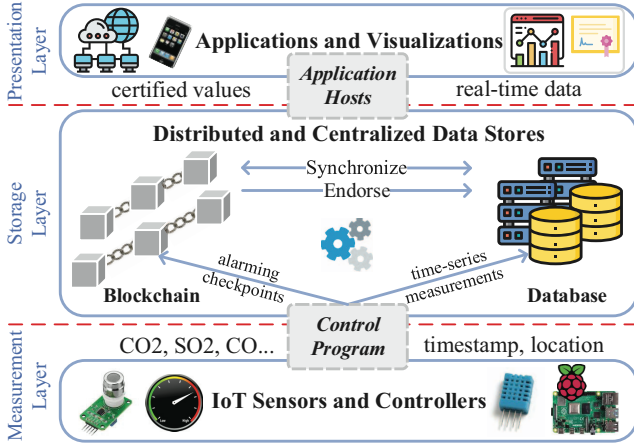 Presentation
Layer
Applications and Visualizations
certified values
Application
Hosts
real-time data
Storage
Layer
Distributed and Centralized Data Stores
Synchronize
Endorse
alarming
checkpoints
time-series
measurements
Blockchain
Database
Measurement
Layer
CO2, SO2, CO...
Control
Program
timestamp, location
Low
High
IoT Sensors and Controllers